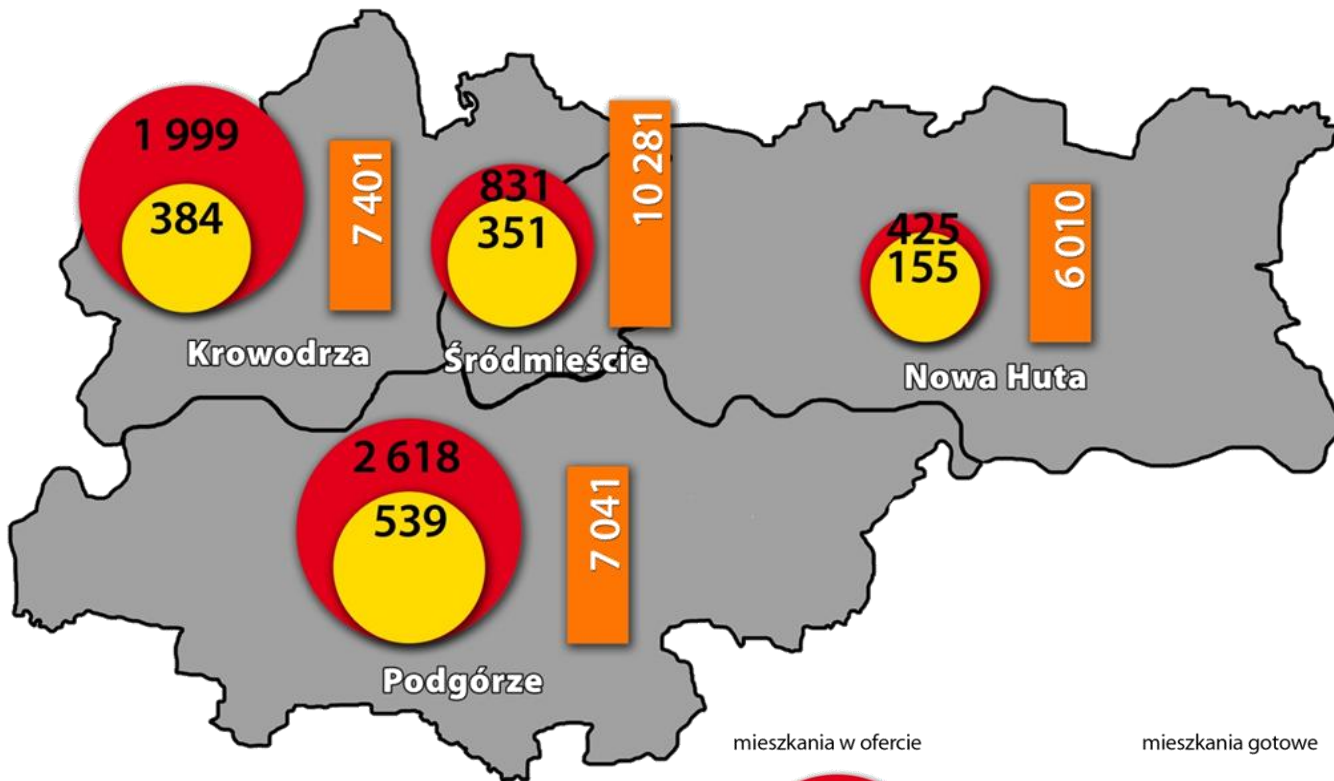 1 999
384
7 401
Krowodrza
831
351
10 281
Śródmieście
425
155
6 010
Nowa Huta
2 618
539
7 041
Podgórze
mieszkania w ofercie
mieszkania gotowe